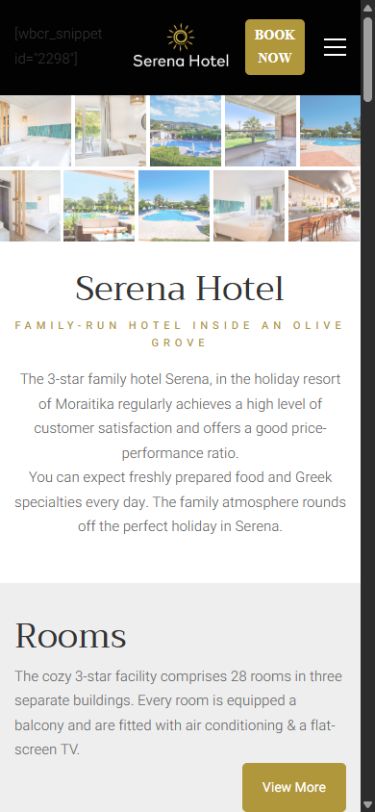 [wbcr_snippet
id="2298"]
Serena Hotel
BOOK
NOW
Serena Hotel
FAMILY-RUN HOTEL INSIDE AN OLIVE
GROVE
The 3-star family hotel Serena, in the holiday resort
of Moraitika regularly achieves a high level of
customer satisfaction and offers a good price-
performance ratio.
You can expect freshly prepared food and Greek
specialties every day. The family atmosphere rounds
off the perfect holiday in Serena.
Rooms
The cozy 3-star facility comprises 28 rooms in three
separate buildings. Every room is equipped a
balcony and are fitted with air conditioning & a flat-
screen TV.
View More